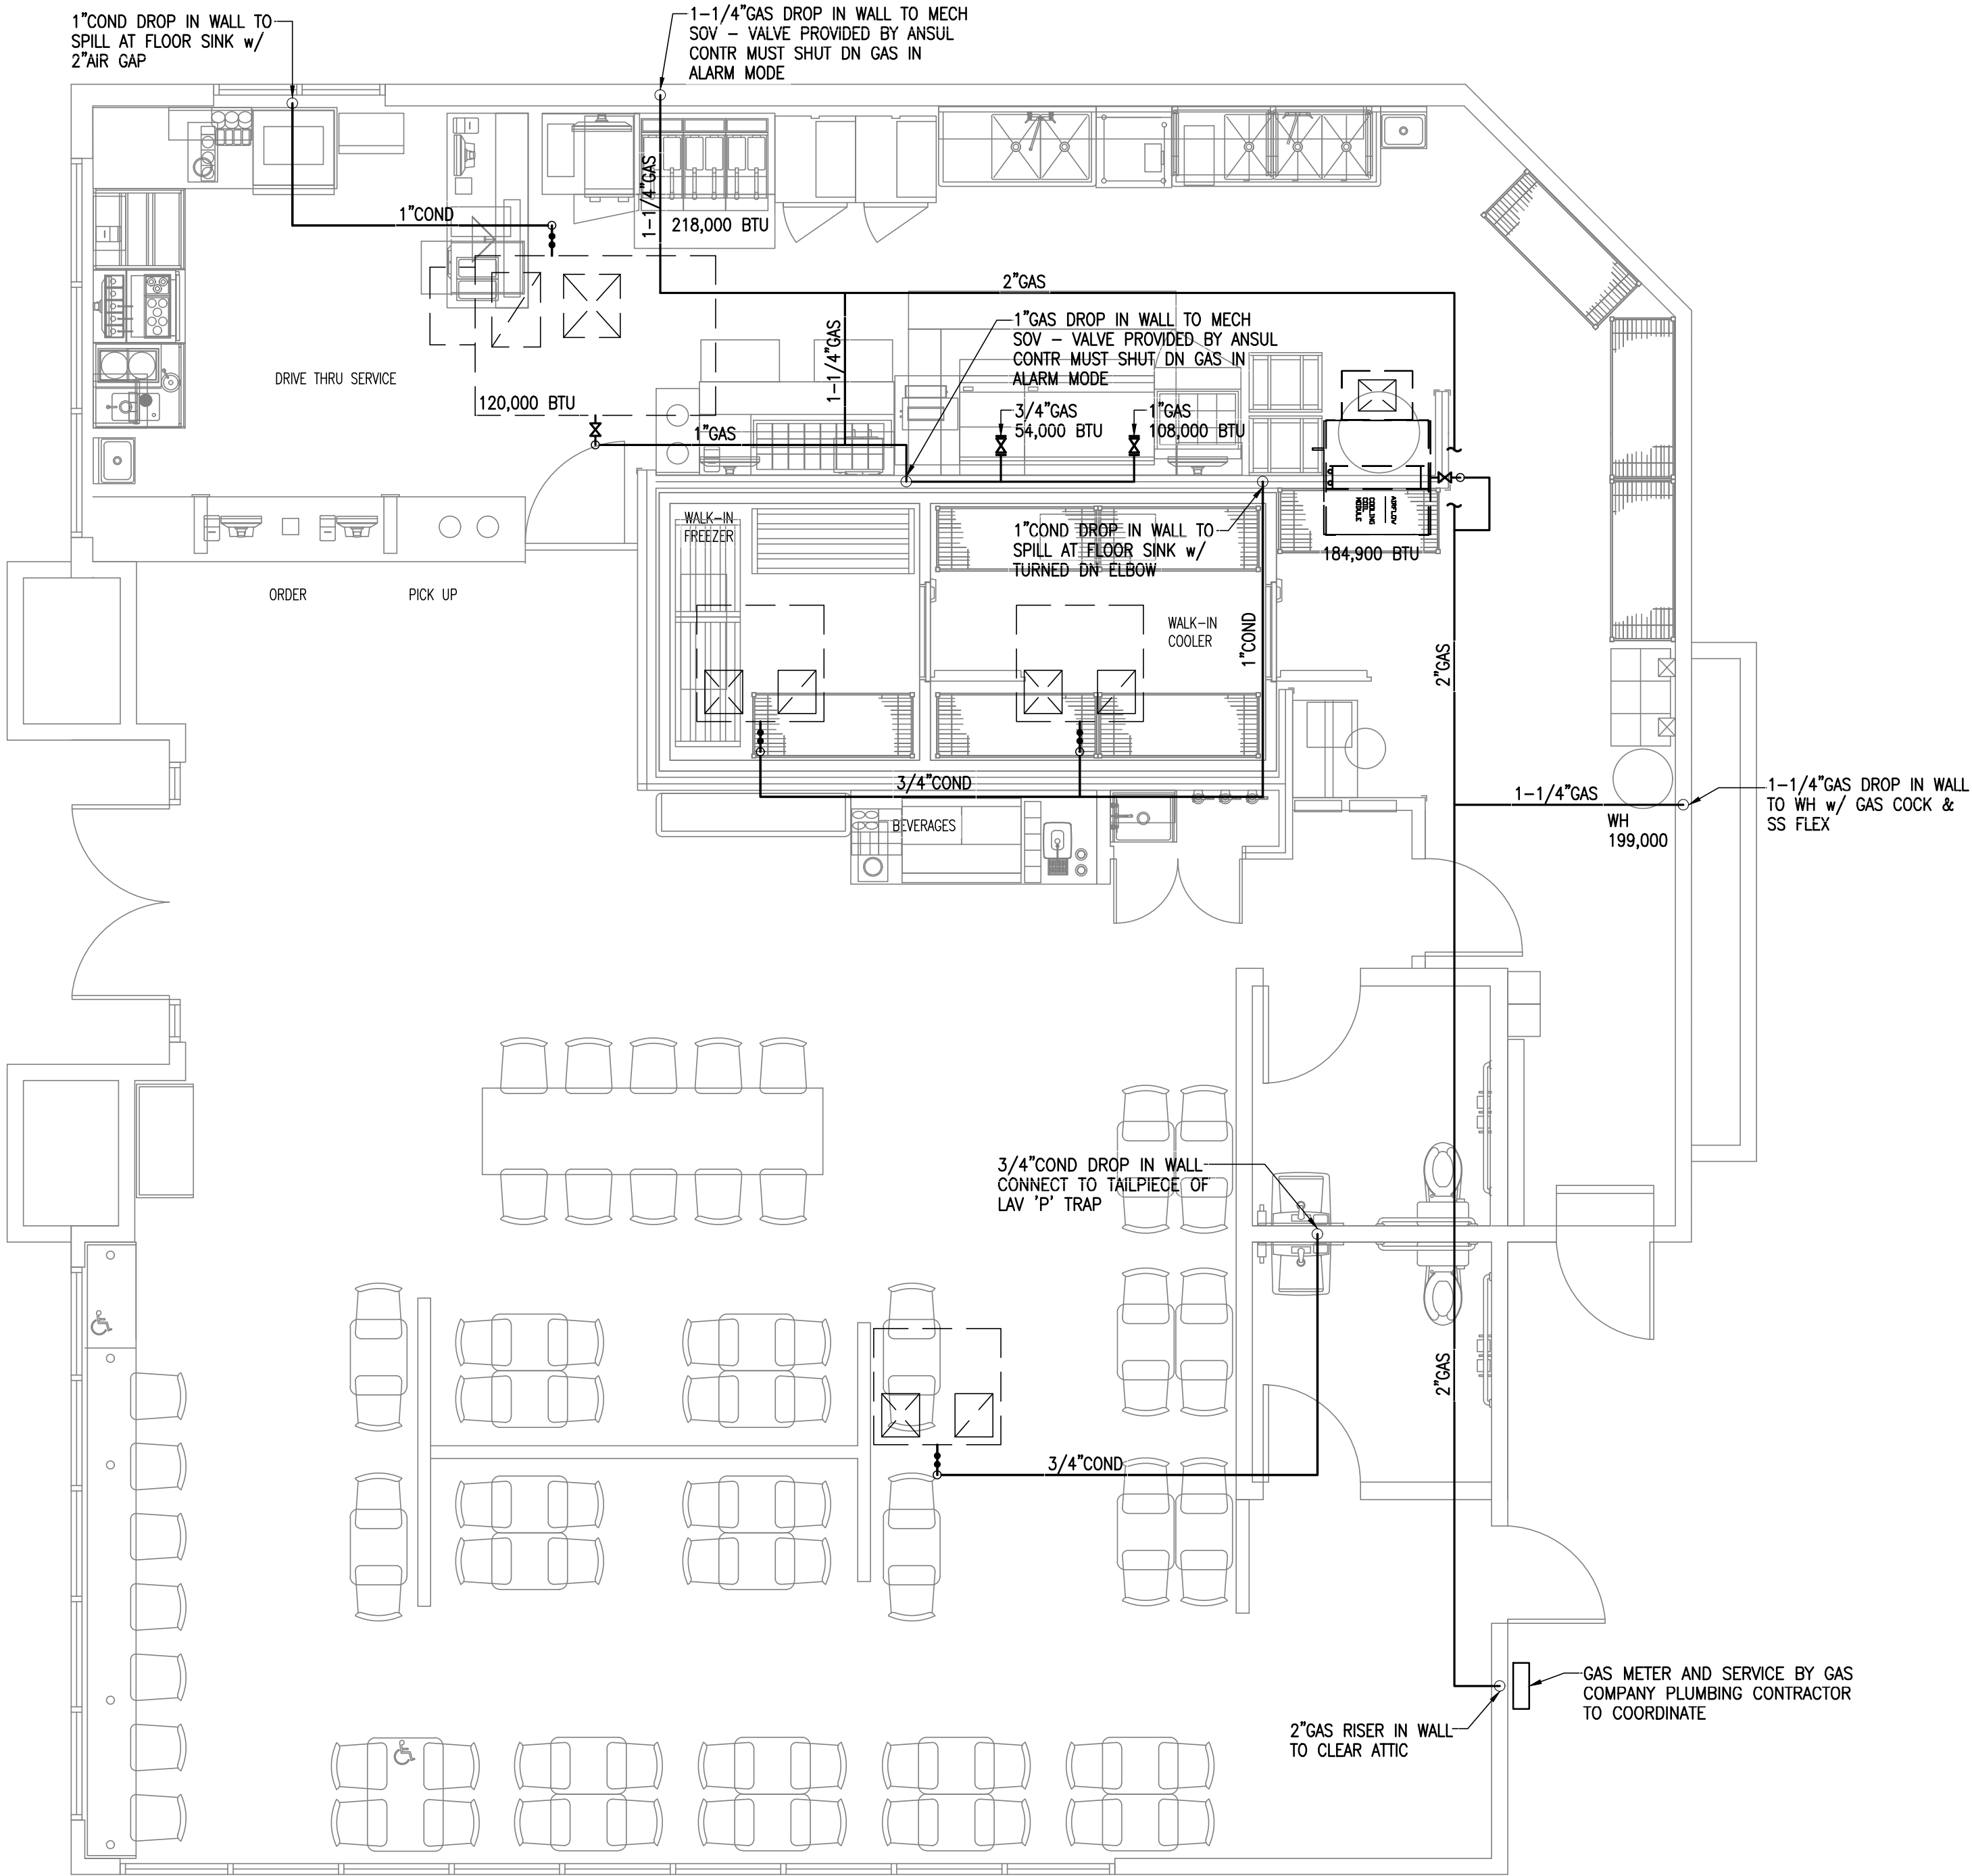 1"COND DROP IN WALL TO
SPILL AT FLOOR SINK w/
2"AIR GAP
1-1/4"GAS DROP IN WALL TO MECH
SOV - VALVE PROVIDED BY ANSUL
CONTR MUST SHUT DN GAS IN
ALARM MODE
1-1/4"GAS
1"COND
218,000 BTU
2"GAS
1"GAS DROP IN WALL TO MECH
SOV - VALVE PROVIDED BY ANSUL
CONTR MUST SHUT DN GAS IN
ALARM MODE
1-1/4"GAS
DRIVE THRU SERVICE
120,000 BTU
3/4"GAS
54,000 BTU
1"GAS
108,000 BTU
1"GAS
WALK-IN
FREEZER
1"COND DROP IN WALL TO
SPILL AT FLOOR SINK w/
TURNED DN ELBOW
AIRFLOW
COOLING
COIL
MODULE
184,900 BTU
ORDER
PICK UP
WALK-IN
COOLER
1"COND
2"GAS
3/4"COND
1-1/4"GAS
1-1/4"GAS DROP IN WALL
TO WH w/ GAS COCK &
SS FLEX
WH
199,000
BEVERAGES
3/4"COND DROP IN WALL
CONNECT TO TAILPIECE OF
LAV 'P' TRAP
2"GAS
3/4"COND
GAS METER AND SERVICE BY GAS
COMPANY PLUMBING CONTRACTOR
TO COORDINATE
2"GAS RISER IN WALL
TO CLEAR ATTIC